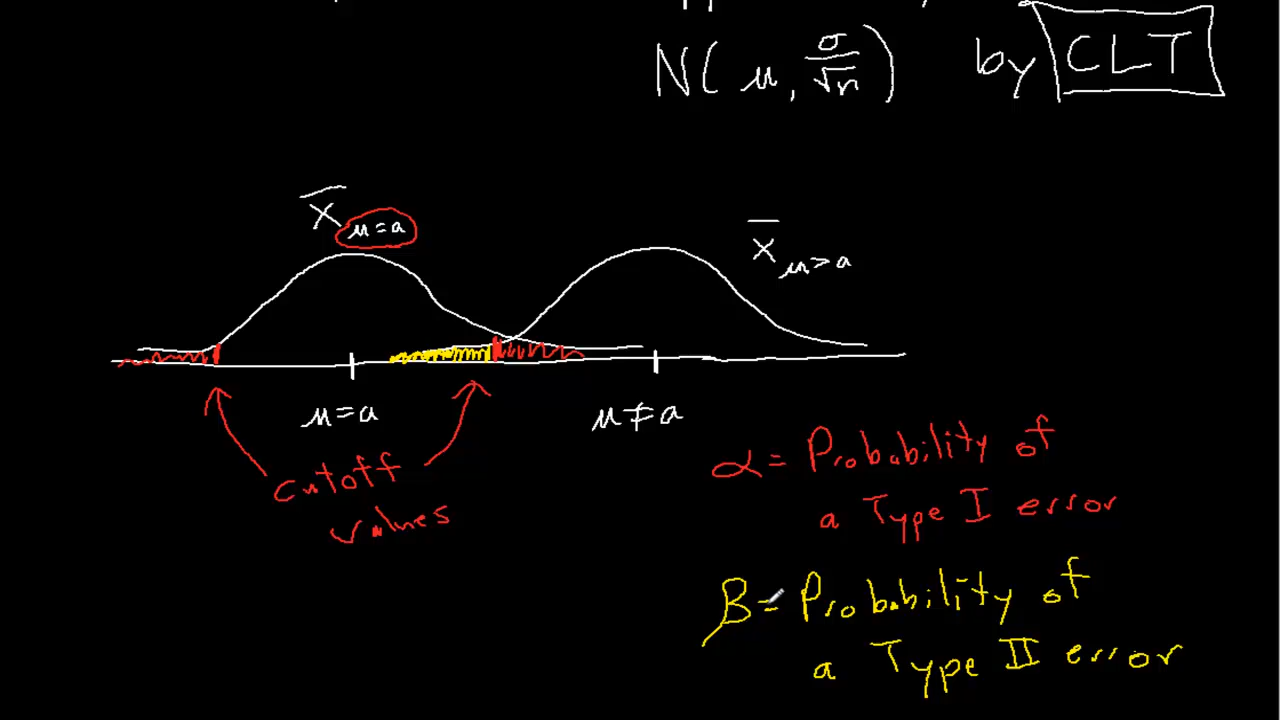 N(μ, σ/√n) by CLT
x̄ μ=a
x̄ μ>a
μ=a
μ≠a
cutoff
values
α = Probability of
a Type I error
β = Probability of
a Type II error